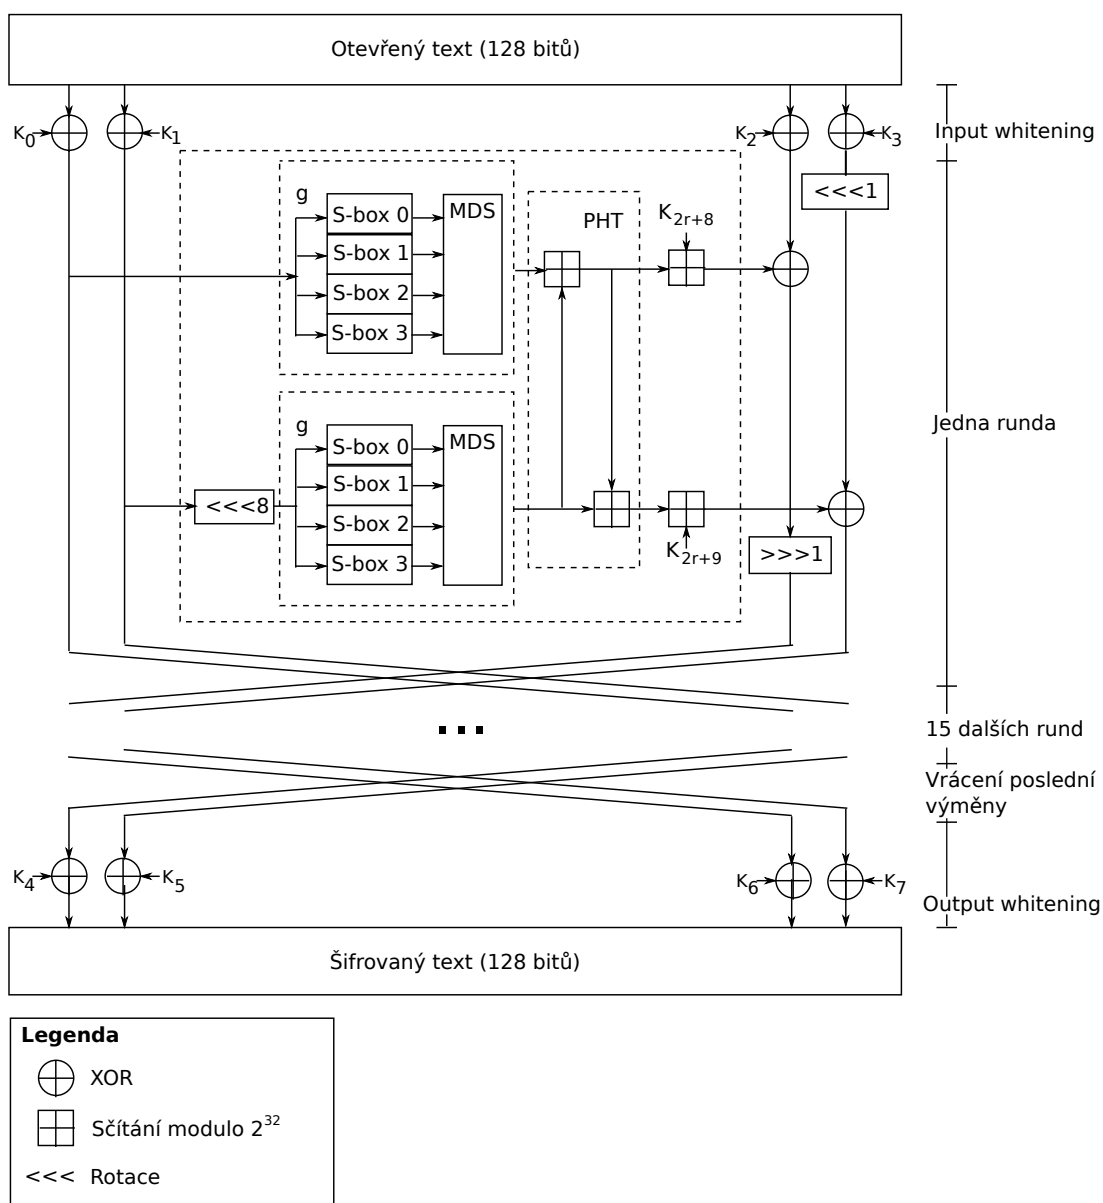 Otevřený text (128 bitů)
K0
K1
K2
K3
Input whitening
<<<1
g
S-box 0
S-box 1
S-box 2
S-box 3
MDS
PHT
K2r+8
Jedna runda
g
S-box 0
S-box 1
S-box 2
S-box 3
MDS
<<<8
K2r+9
>>>1
...
15 dalších rund
Vrácení poslední
výměny
K4
K5
K6
K7
Output whitening
Šifrovaný text (128 bitů)
Legenda
XOR
Sčítání modulo 2^32
<<< Rotace